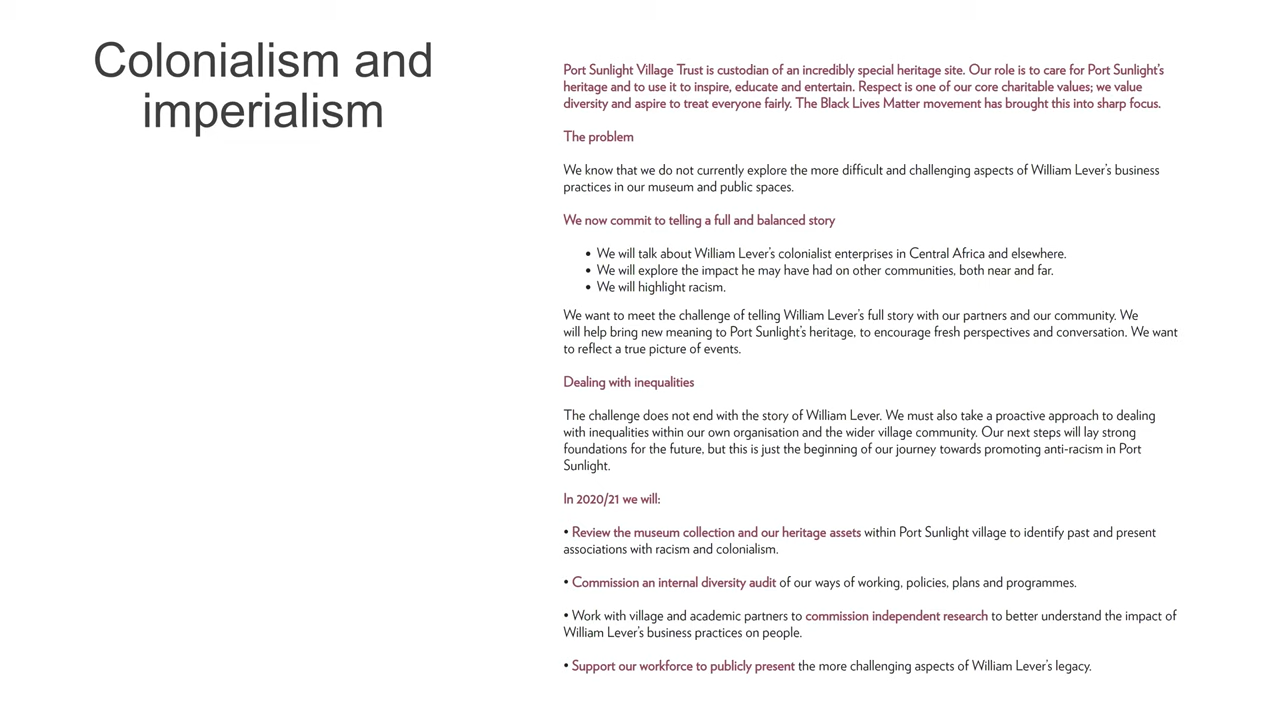 Colonialism and
imperialism
Port Sunlight Village Trust is custodian of an incredibly special heritage site. Our role is to care for Port Sunlight's
heritage and to use it to inspire, educate and entertain. Respect is one of our core charitable values; we value
diversity and aspire to treat everyone fairly. The Black Lives Matter movement has brought this into sharp focus.
The problem
We know that we do not currently explore the more difficult and challenging aspects of William Lever's business
practices in our museum and public spaces.
We now commit to telling a full and balanced story
• We will talk about William Lever's colonialist enterprises in Central Africa and elsewhere.
• We will explore the impact he may have had on other communities, both near and far.
• We will highlight racism.
We want to meet the challenge of telling William Lever's full story with our partners and our community. We
will help bring new meaning to Port Sunlight's heritage, to encourage fresh perspectives and conversation. We want
to reflect a true picture of events.
Dealing with inequalities
The challenge does not end with the story of William Lever. We must also take a proactive approach to dealing
with inequalities within our own organisation and the wider village community. Our next steps will lay strong
foundations for the future, but this is just the beginning of our journey towards promoting anti-racism in Port
Sunlight.
In 2020/21 we will:
• Review the museum collection and our heritage assets within Port Sunlight village to identify past and present
associations with racism and colonialism.
• Commission an internal diversity audit of our ways of working, policies, plans and programmes.
• Work with village and academic partners to commission independent research to better understand the impact of
William Lever's business practices on people.
• Support our workforce to publicly present the more challenging aspects of William Lever's legacy.